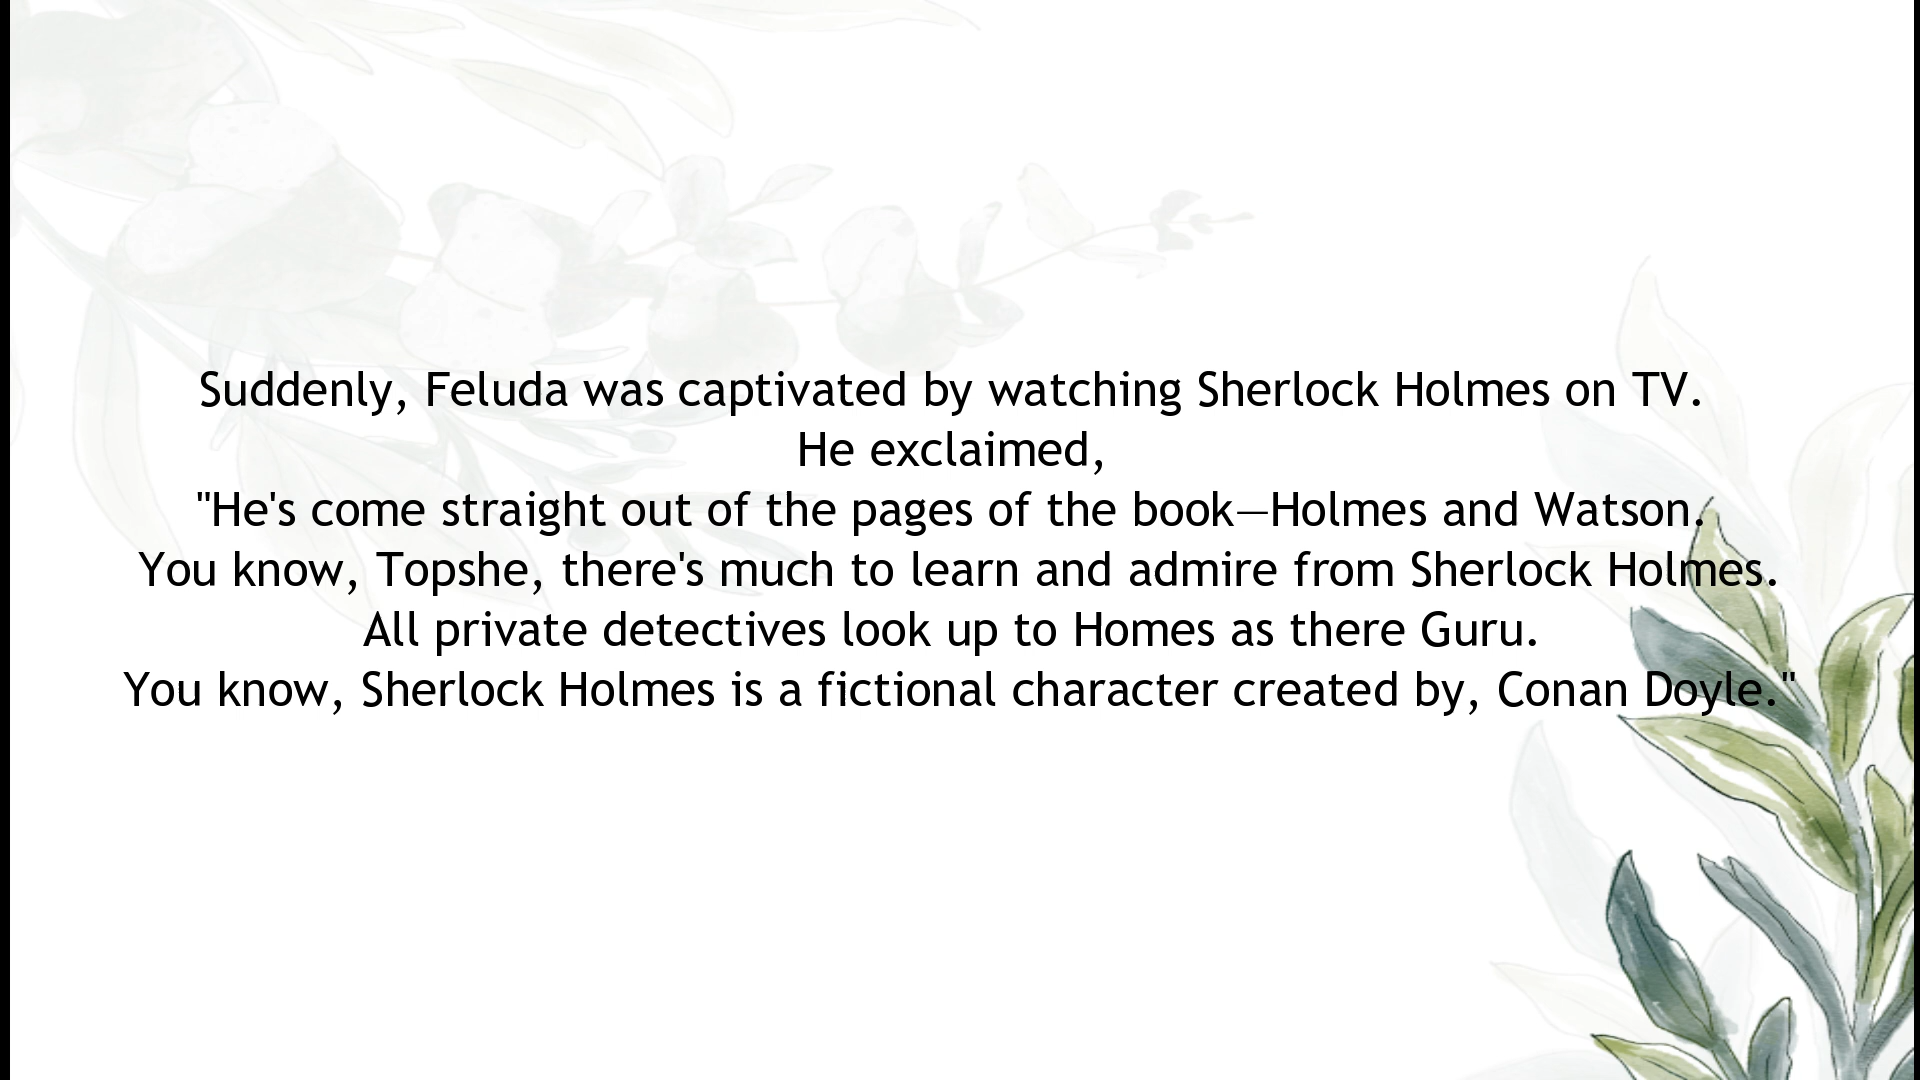 Suddenly, Feluda was captivated by watching Sherlock Holmes on TV.
He exclaimed,
"He's come straight out of the pages of the book—Holmes and Watson.
You know, Topshe, there's much to learn and admire from Sherlock Holmes.
All private detectives look up to Homes as there Guru.
You know, Sherlock Holmes is a fictional character created by, Conan Doyle."